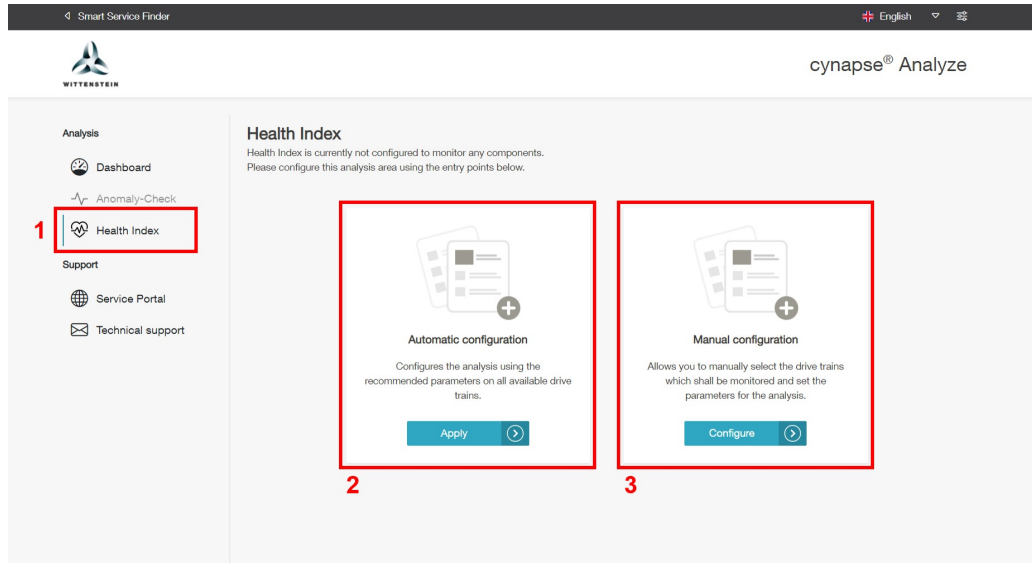 Smart Service Finder
English
WITTENSTEIN
cynapse® Analyze
Analysis
Dashboard
Anomaly-Check
1
Health Index
Support
Service Portal
Technical support
Health Index
Health Index is currently not configured to monitor any components.
Please configure this analysis area using the entry points below.
Automatic configuration
Configures the analysis using the
recommended parameters on all available drive
trains.
Apply
2
Manual configuration
Allows you to manually select the drive trains
which shall be monitored and set the
parameters for the analysis.
Configure
3